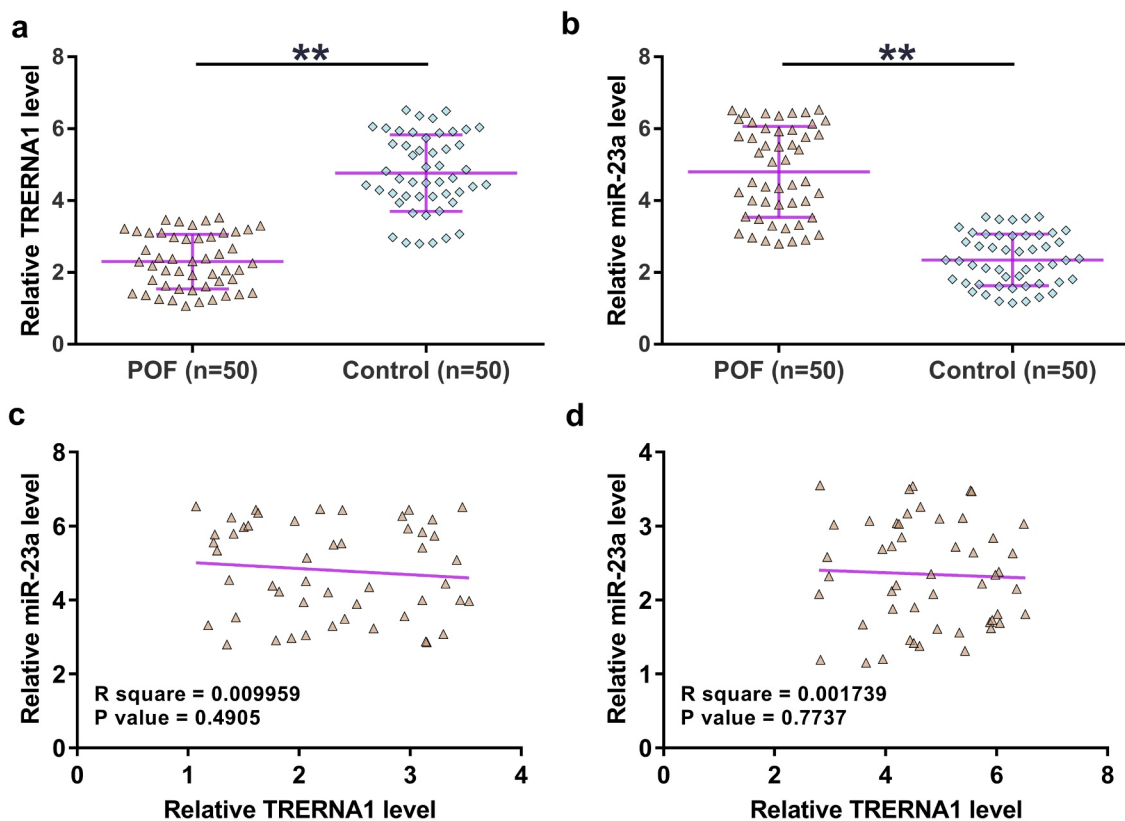 a
**
Relative TRERNA1 level
8
6
4
2
0
POF (n=50)
Control (n=50)
b
**
Relative miR-23a level
8
6
4
2
0
POF (n=50)
Control (n=50)
c
Relative miR-23a level
8
6
4
2
0
R square = 0.009959
P value = 0.4905
0
1
2
3
4
Relative TRERNA1 level
d
Relative miR-23a level
4
3
2
1
0
R square = 0.001739
P value = 0.7737
0
2
4
6
8
Relative TRERNA1 level